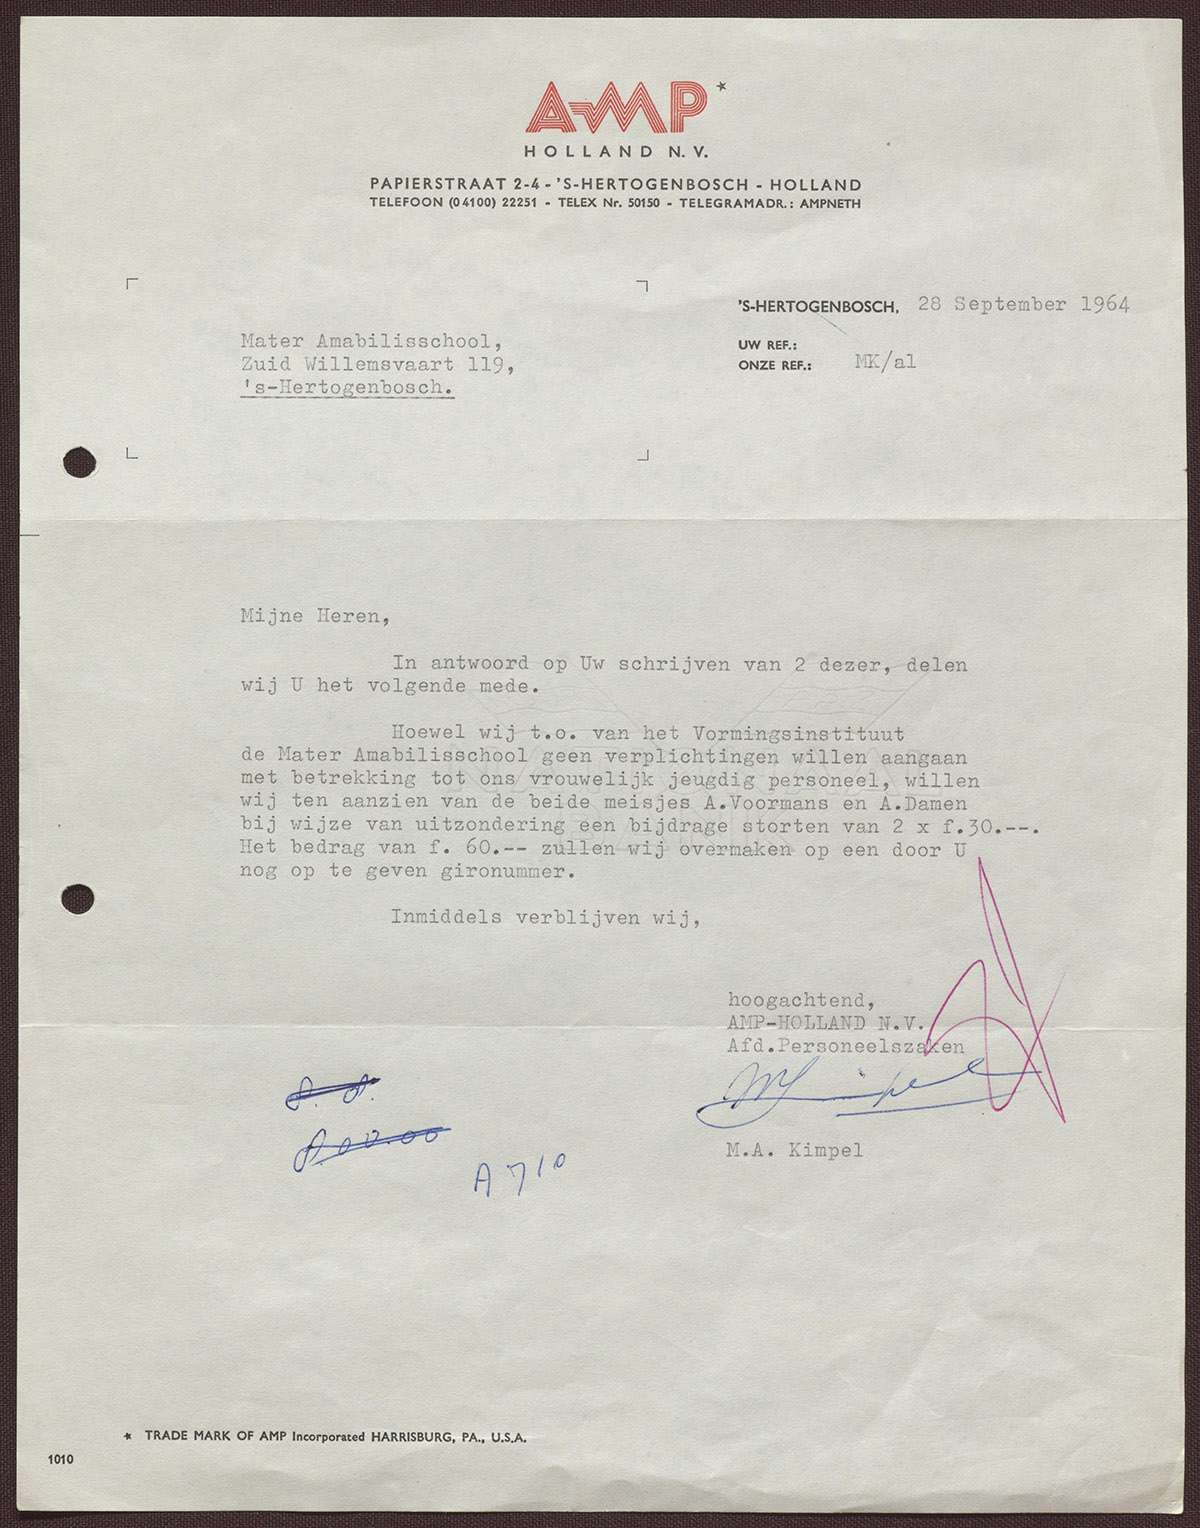 AMP*
HOLLAND N.V.
PAPIERSTRAAT 2-4 - 'S-HERTOGENBOSCH - HOLLAND
TELEFOON (04100) 22251 - TELEX Nr. 50150 - TELEGRAMADR.: AMPNETH
'S-HERTOGENBOSCH, 28 September 1964
Mater Amabilisschool,
Zuid Willemsvaart 119,
's-Hertogenbosch.
UW REF.:
ONZE REF.: MK/al
Mijne Heren,
In antwoord op Uw schrijven van 2 dezer, delen
wij U het volgende mede.
Hoewel wij t.o. van het Vormingsinstituut
de Mater Amabilisschool geen verplichtingen willen aangaan
met betrekking tot ons vrouwelijk jeugdig personeel, willen
wij ten aanzien van de beide meisjes A.Voormans en A.Damen
bij wijze van uitzondering een bijdrage storten van 2 x f.30.--.
Het bedrag van f. 60.-- zullen wij overmaken op een door U
nog op te geven gironummer.
Inmiddels verblijven wij,
hoogachtend,
AMP-HOLLAND N.V.
Afd.Personeelszaken
M.A. Kimpel
A 710
* TRADE MARK OF AMP Incorporated HARRISBURG, PA., U.S.A.
1010